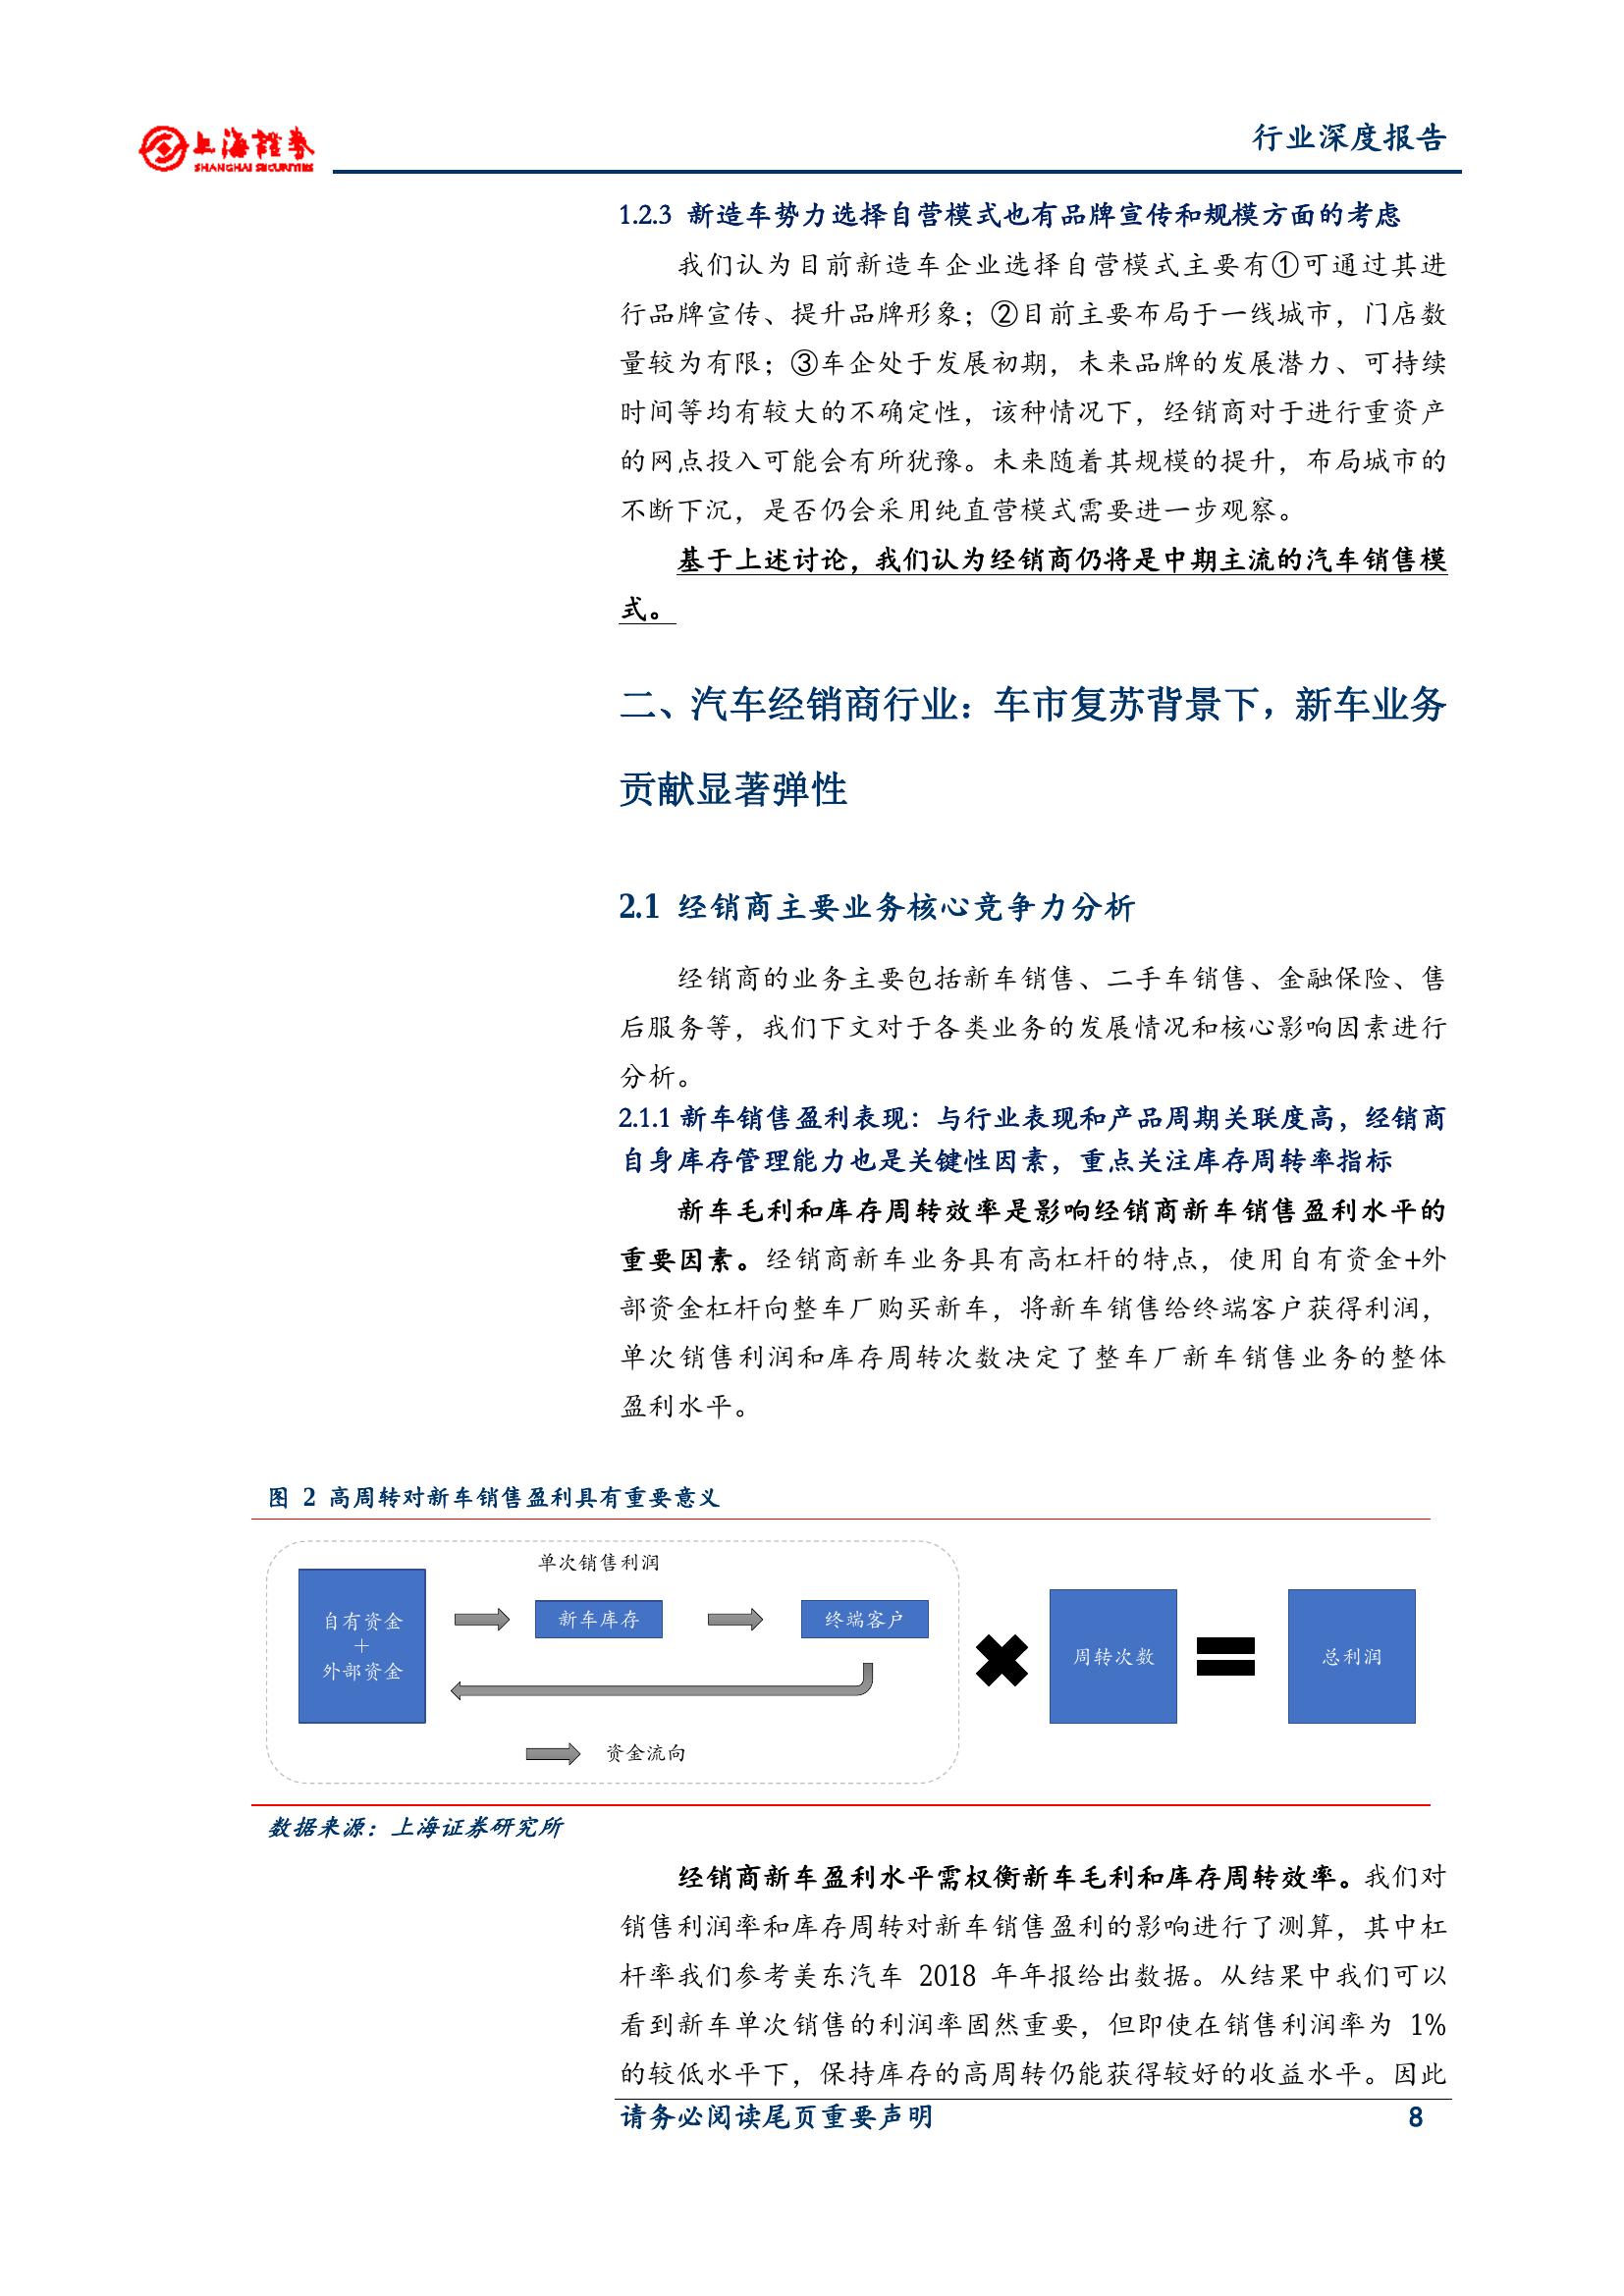 上海證券
SHANGHAI SECURITIES
行业深度报告
1.2.3 新造车势力选择自营模式也有品牌宣传和规模方面的考虑
我们认为目前新造车企业选择自营模式主要有①可通过其进
行品牌宣传、提升品牌形象；②目前主要布局于一线城市，门店数
量较为有限；③车企处于发展初期，未来品牌的发展潜力、可持续
时间等均有较大的不确定性，该种情况下，经销商对于进行重资产
的网点投入可能会有所犹豫。未来随着其规模的提升，布局城市的
不断下沉，是否仍会采用纯直营模式需要进一步观察。
基于上述讨论，我们认为经销商仍将是中期主流的汽车销售模
式。
二、汽车经销商行业：车市复苏背景下，新车业务
贡献显著弹性
2.1 经销商主要业务核心竞争力分析
经销商的业务主要包括新车销售、二手车销售、金融保险、售
后服务等，我们下文对于各类业务的发展情况和核心影响因素进行
分析。
2.1.1 新车销售盈利表现：与行业表现和产品周期关联度高，经销商
自身库存管理能力也是关键性因素，重点关注库存周转率指标
新车毛利和库存周转效率是影响经销商新车销售盈利水平的
重要因素。经销商新车业务具有高杠杆的特点，使用自有资金+外
部资金杠杆向整车厂购买新车，将新车销售给终端客户获得利润，
单次销售利润和库存周转次数决定了整车厂新车销售业务的整体
盈利水平。
图 2 高周转对新车销售盈利具有重要意义
单次销售利润
自有资金
+
外部资金
新车库存
终端客户
周转次数
总利润
资金流向
数据来源：上海证券研究所
经销商新车盈利水平需权衡新车毛利和库存周转效率。我们对
销售利润率和库存周转对新车销售盈利的影响进行了测算，其中杠
杆率我们参考美东汽车 2018 年年报给出数据。从结果中我们可以
看到新车单次销售的利润率固然重要，但即使在销售利润率为 1%
的较低水平下，保持库存的高周转仍能获得较好的收益水平。因此
请务必阅读尾页重要声明 8